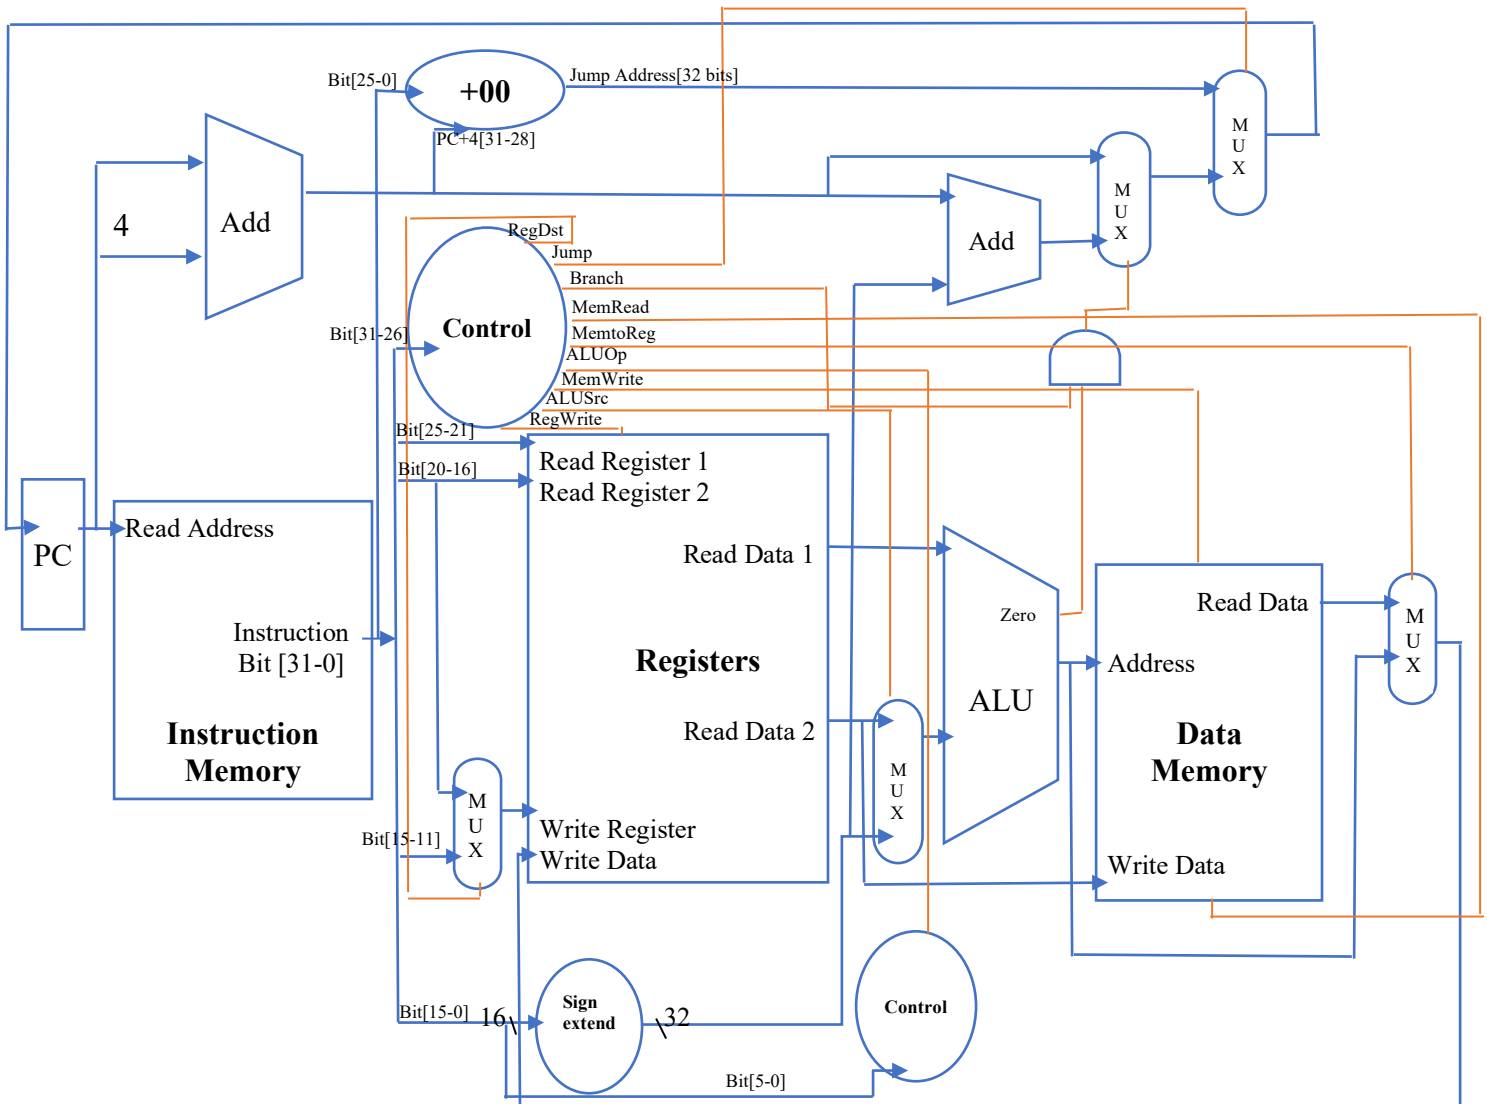 Bit[25-0]
+00
Jump Address[32 bits]
PC+4[31-28]
M
U
X
M
U
X
4
Add
Add
RegDst
Jump
Branch
MemRead
MemtoReg
ALUOp
MemWrite
ALUSrc
RegWrite
Bit[31-26]
Control
Bit[25-21]
Bit[20-16]
Read Register 1
Read Register 2
Read Data 1
Registers
Read Data 2
Write Register
Write Data
PC
Read Address
Instruction
Bit [31-0]
Instruction
Memory
M
U
X
Bit[15-11]
Zero
ALU
M
U
X
Read Data
Address
Data
Memory
Write Data
M
U
X
Bit[15-0]
16
Sign
extend
32
Control
Bit[5-0]